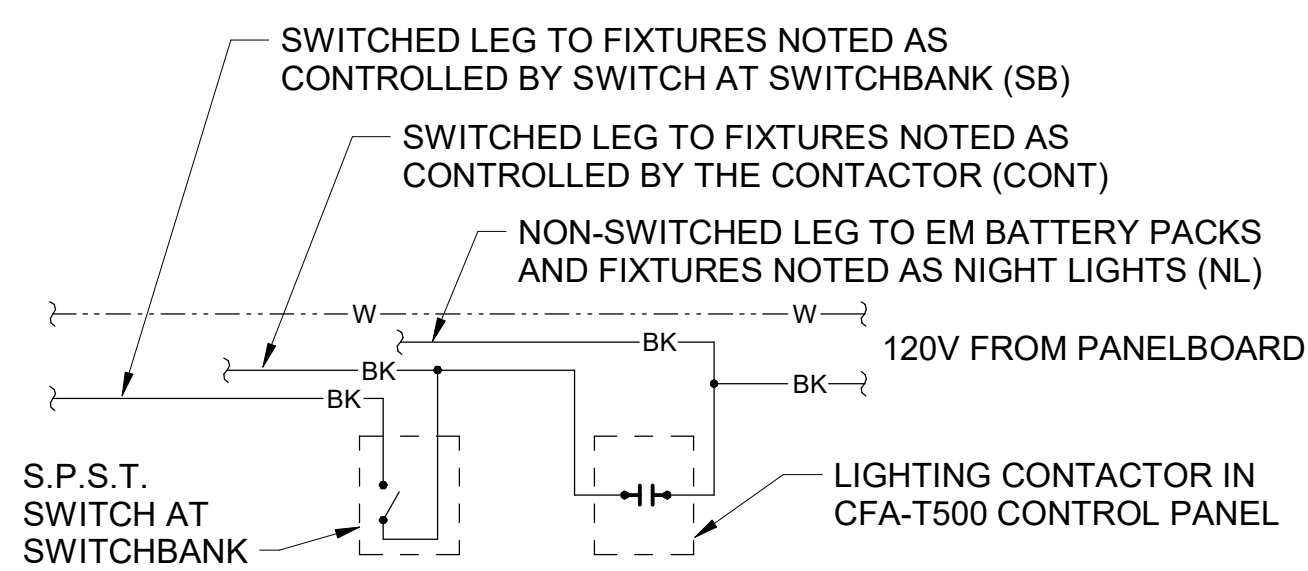 SWITCHED LEG TO FIXTURES NOTED AS
CONTROLLED BY SWITCH AT SWITCHBANK (SB)
SWITCHED LEG TO FIXTURES NOTED AS
CONTROLLED BY THE CONTACTOR (CONT)
NON-SWITCHED LEG TO EM BATTERY PACKS
AND FIXTURES NOTED AS NIGHT LIGHTS (NL)
W
W
BK
120V FROM PANELBOARD
BK
BK
BK
S.P.S.T.
SWITCH AT
SWITCHBANK
LIGHTING CONTACTOR IN
CFA-T500 CONTROL PANEL